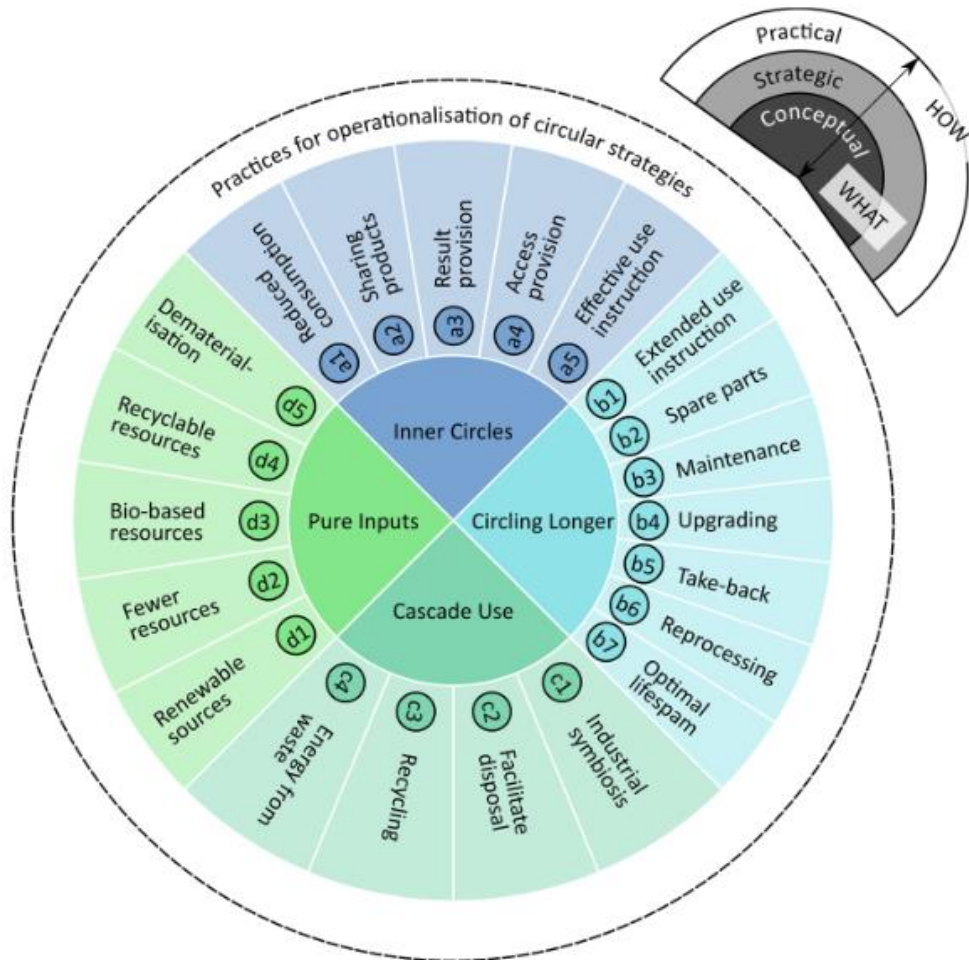 Practical
Strategic
Conceptual
HOW
WHAT
Practices for operationalisation of circular strategies
Inner Circles
a1
Reduced
consumption
a2
Sharing
products
a3
Result
provision
a4
Access
provision
a5
Effective use
instruction
Circling Longer
b1
Extended use
instruction
b2
Spare parts
b3
Maintenance
b4
Upgrading
b5
Take-back
b6
Reprocessing
b7
Optimal
lifespam
Cascade Use
c1
Industrial
symbiosis
c2
Facilitate
disposal
c3
Recycling
c4
Energy from
waste
Pure Inputs
d1
Renewable
sources
d2
Fewer
resources
d3
Bio-based
resources
d4
Recyclable
resources
d5
Dematerial-
isation